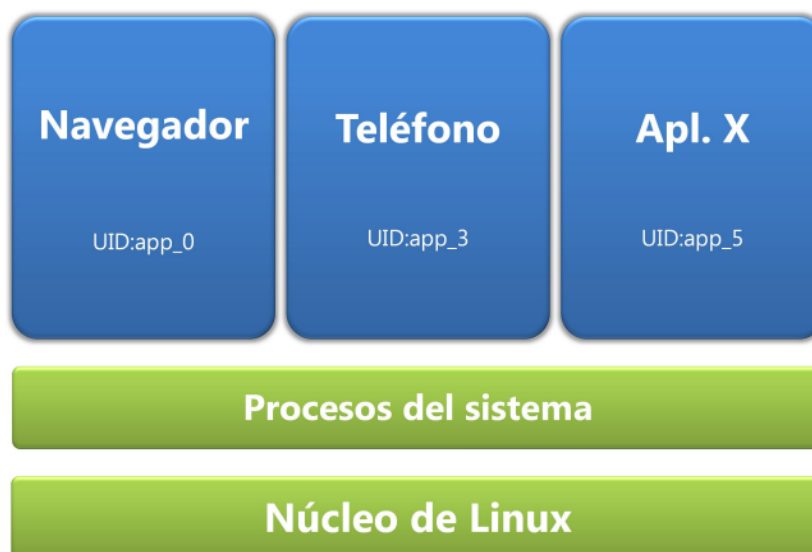 Navegador
UID:app_0
Teléfono
UID:app_3
Apl. X
UID:app_5
Procesos del sistema
Núcleo de Linux